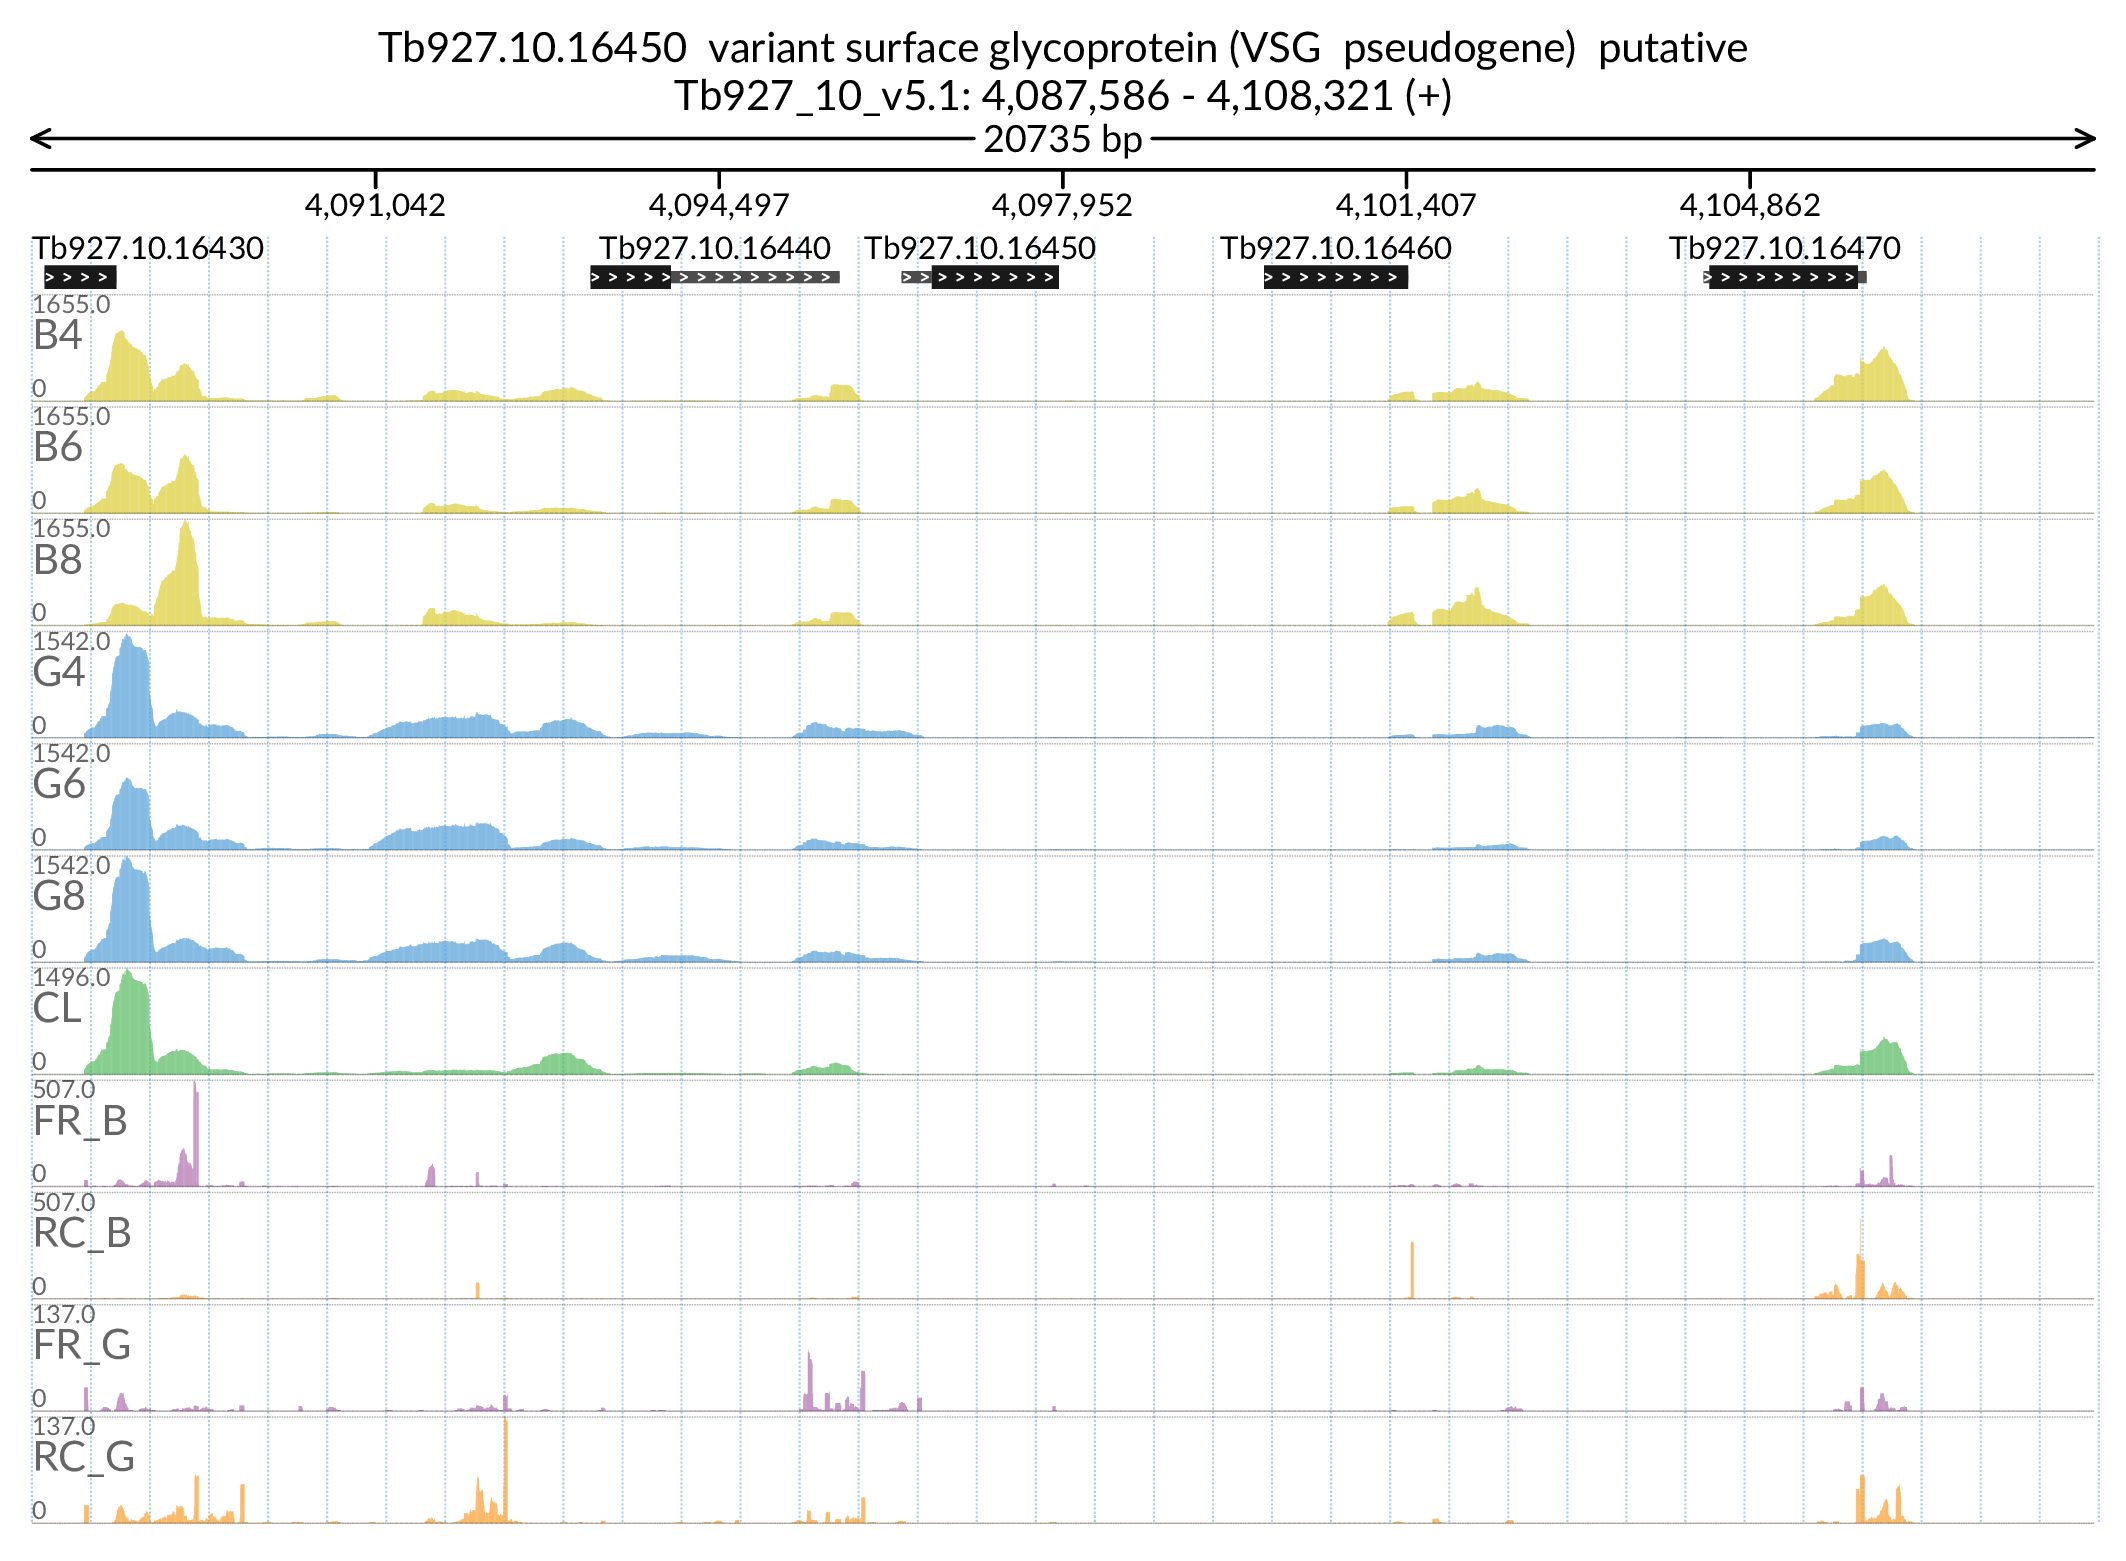 Tb927.10.16450 variant surface glycoprotein (VSG pseudogene) putative
Tb927_10_v5.1: 4,087,586 - 4,108,321 (+)
20735 bp
4,091,042 4,094,497 4,097,952 4,101,407 4,104,862
Tb927.10.16430 Tb927.10.16440 Tb927.10.16450 Tb927.10.16460 Tb927.10.16470
1655.0
B4
0
1655.0
B6
0
1655.0
B8
0
1542.0
G4
0
1542.0
G6
0
1542.0
G8
0
1496.0
CL
0
507.0
FR_B
0
507.0
RC_B
0
137.0
FR_G
0
137.0
RC_G
0